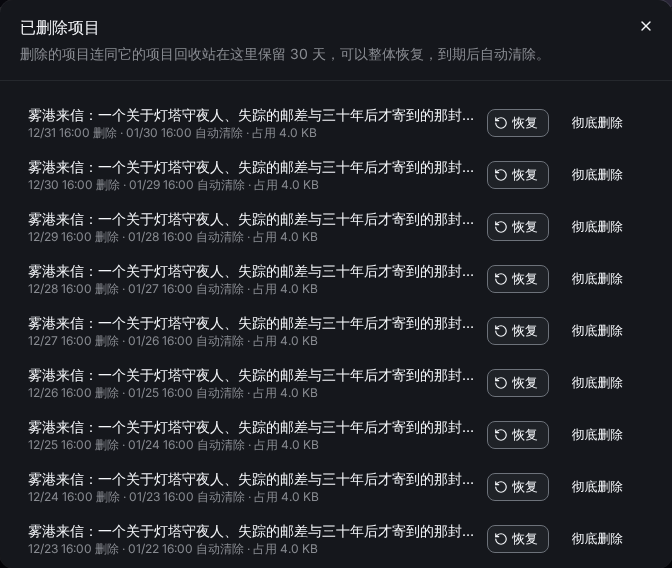 已删除项目
删除的项目连同它的项目回收站在这里保留 30 天，可以整体恢复，到期后自动清除。
雾港来信：一个关于灯塔守夜人、失踪的邮差与三十年后才寄到的那封... 恢复 彻底删除
12/31 16:00 删除 · 01/30 16:00 自动清除 · 占用 4.0 KB
雾港来信：一个关于灯塔守夜人、失踪的邮差与三十年后才寄到的那封... 恢复 彻底删除
12/30 16:00 删除 · 01/29 16:00 自动清除 · 占用 4.0 KB
雾港来信：一个关于灯塔守夜人、失踪的邮差与三十年后才寄到的那封... 恢复 彻底删除
12/29 16:00 删除 · 01/28 16:00 自动清除 · 占用 4.0 KB
雾港来信：一个关于灯塔守夜人、失踪的邮差与三十年后才寄到的那封... 恢复 彻底删除
12/28 16:00 删除 · 01/27 16:00 自动清除 · 占用 4.0 KB
雾港来信：一个关于灯塔守夜人、失踪的邮差与三十年后才寄到的那封... 恢复 彻底删除
12/27 16:00 删除 · 01/26 16:00 自动清除 · 占用 4.0 KB
雾港来信：一个关于灯塔守夜人、失踪的邮差与三十年后才寄到的那封... 恢复 彻底删除
12/26 16:00 删除 · 01/25 16:00 自动清除 · 占用 4.0 KB
雾港来信：一个关于灯塔守夜人、失踪的邮差与三十年后才寄到的那封... 恢复 彻底删除
12/25 16:00 删除 · 01/24 16:00 自动清除 · 占用 4.0 KB
雾港来信：一个关于灯塔守夜人、失踪的邮差与三十年后才寄到的那封... 恢复 彻底删除
12/24 16:00 删除 · 01/23 16:00 自动清除 · 占用 4.0 KB
雾港来信：一个关于灯塔守夜人、失踪的邮差与三十年后才寄到的那封... 恢复 彻底删除
12/23 16:00 删除 · 01/22 16:00 自动清除 · 占用 4.0 KB